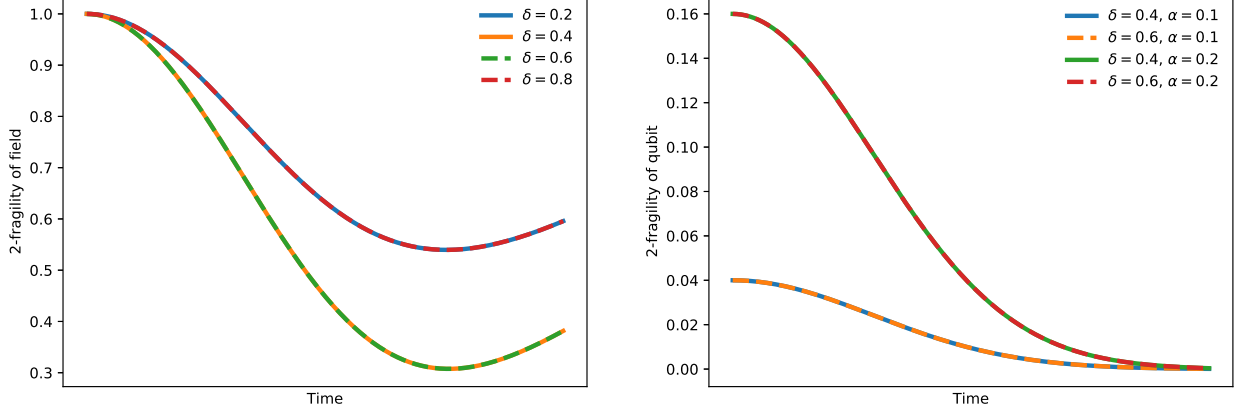 2-fragility of field
1.0
0.9
0.8
0.7
0.6
0.5
0.4
0.3
δ = 0.2
δ = 0.4
δ = 0.6
δ = 0.8
Time
2-fragility of qubit
0.16
0.14
0.12
0.10
0.08
0.06
0.04
0.02
0.00
δ = 0.4, α = 0.1
δ = 0.6, α = 0.1
δ = 0.4, α = 0.2
δ = 0.6, α = 0.2
Time